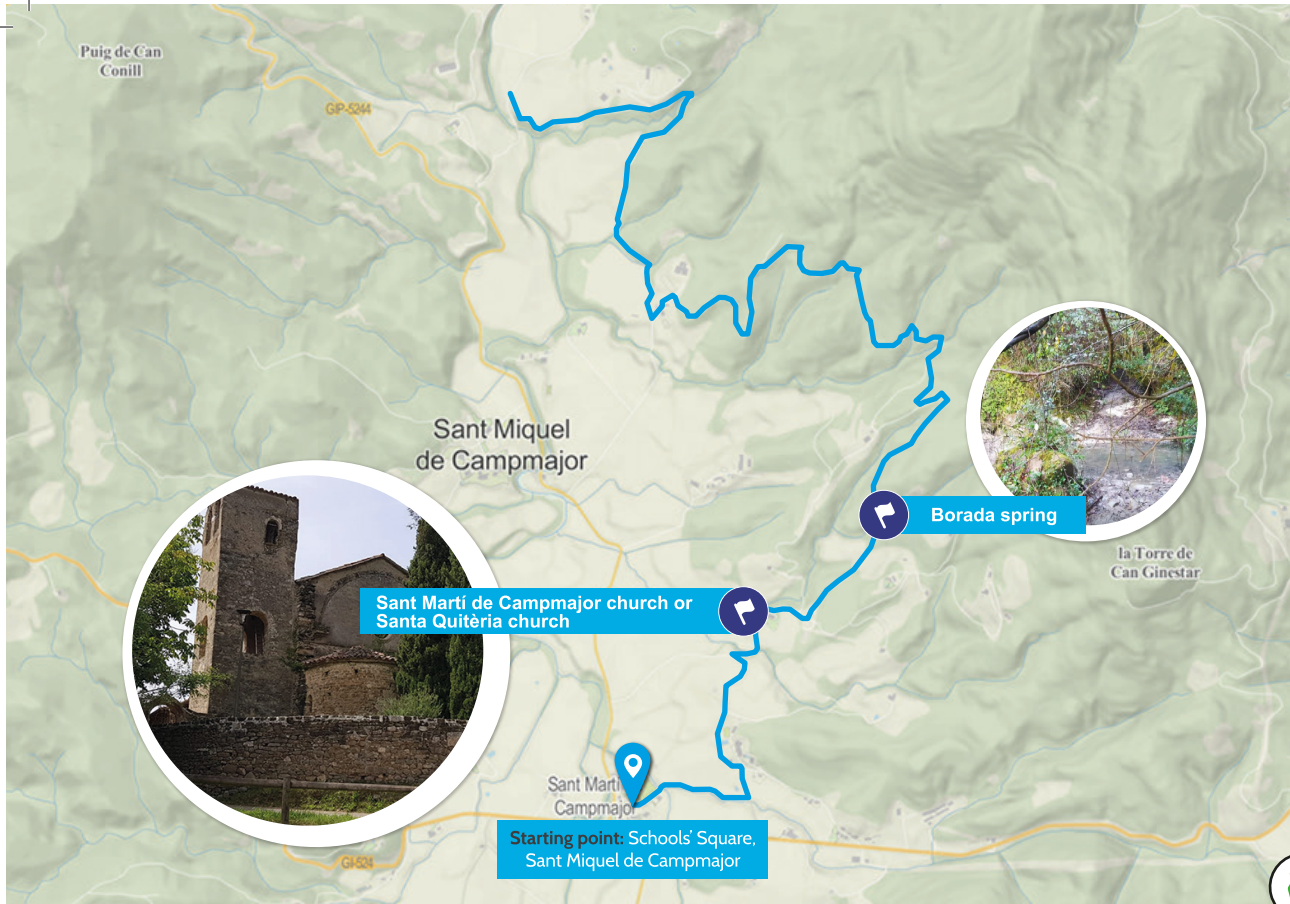 Puig de Can
Conill
GIP-5244
Sant Miquel
de Campmajor
Borada spring
la Torre de
Can Ginestar
Sant Martí de Campmajor church or
Santa Quitèria church
Sant Martí
Campmajor
Starting point: Schools' Square,
Sant Miquel de Campmajor
GI-524